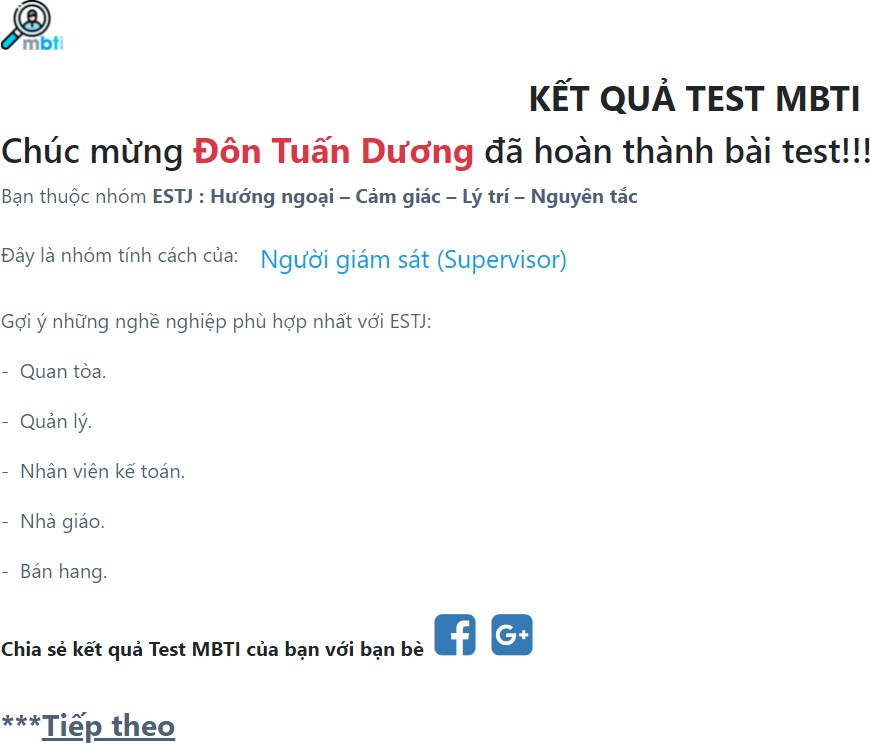 mbti
KẾT QUẢ TEST MBTI
Chúc mừng Đôn Tuấn Dương đã hoàn thành bài test!!!
Bạn thuộc nhóm ESTJ : Hướng ngoại – Cảm giác – Lý trí – Nguyên tắc
Đây là nhóm tính cách của: Người giám sát (Supervisor)
Gợi ý những nghề nghiệp phù hợp nhất với ESTJ:
- Quan tòa.
- Quản lý.
- Nhân viên kế toán.
- Nhà giáo.
- Bán hang.
Chia sẻ kết quả Test MBTI của bạn với bạn bè f G+
***Tiếp theo